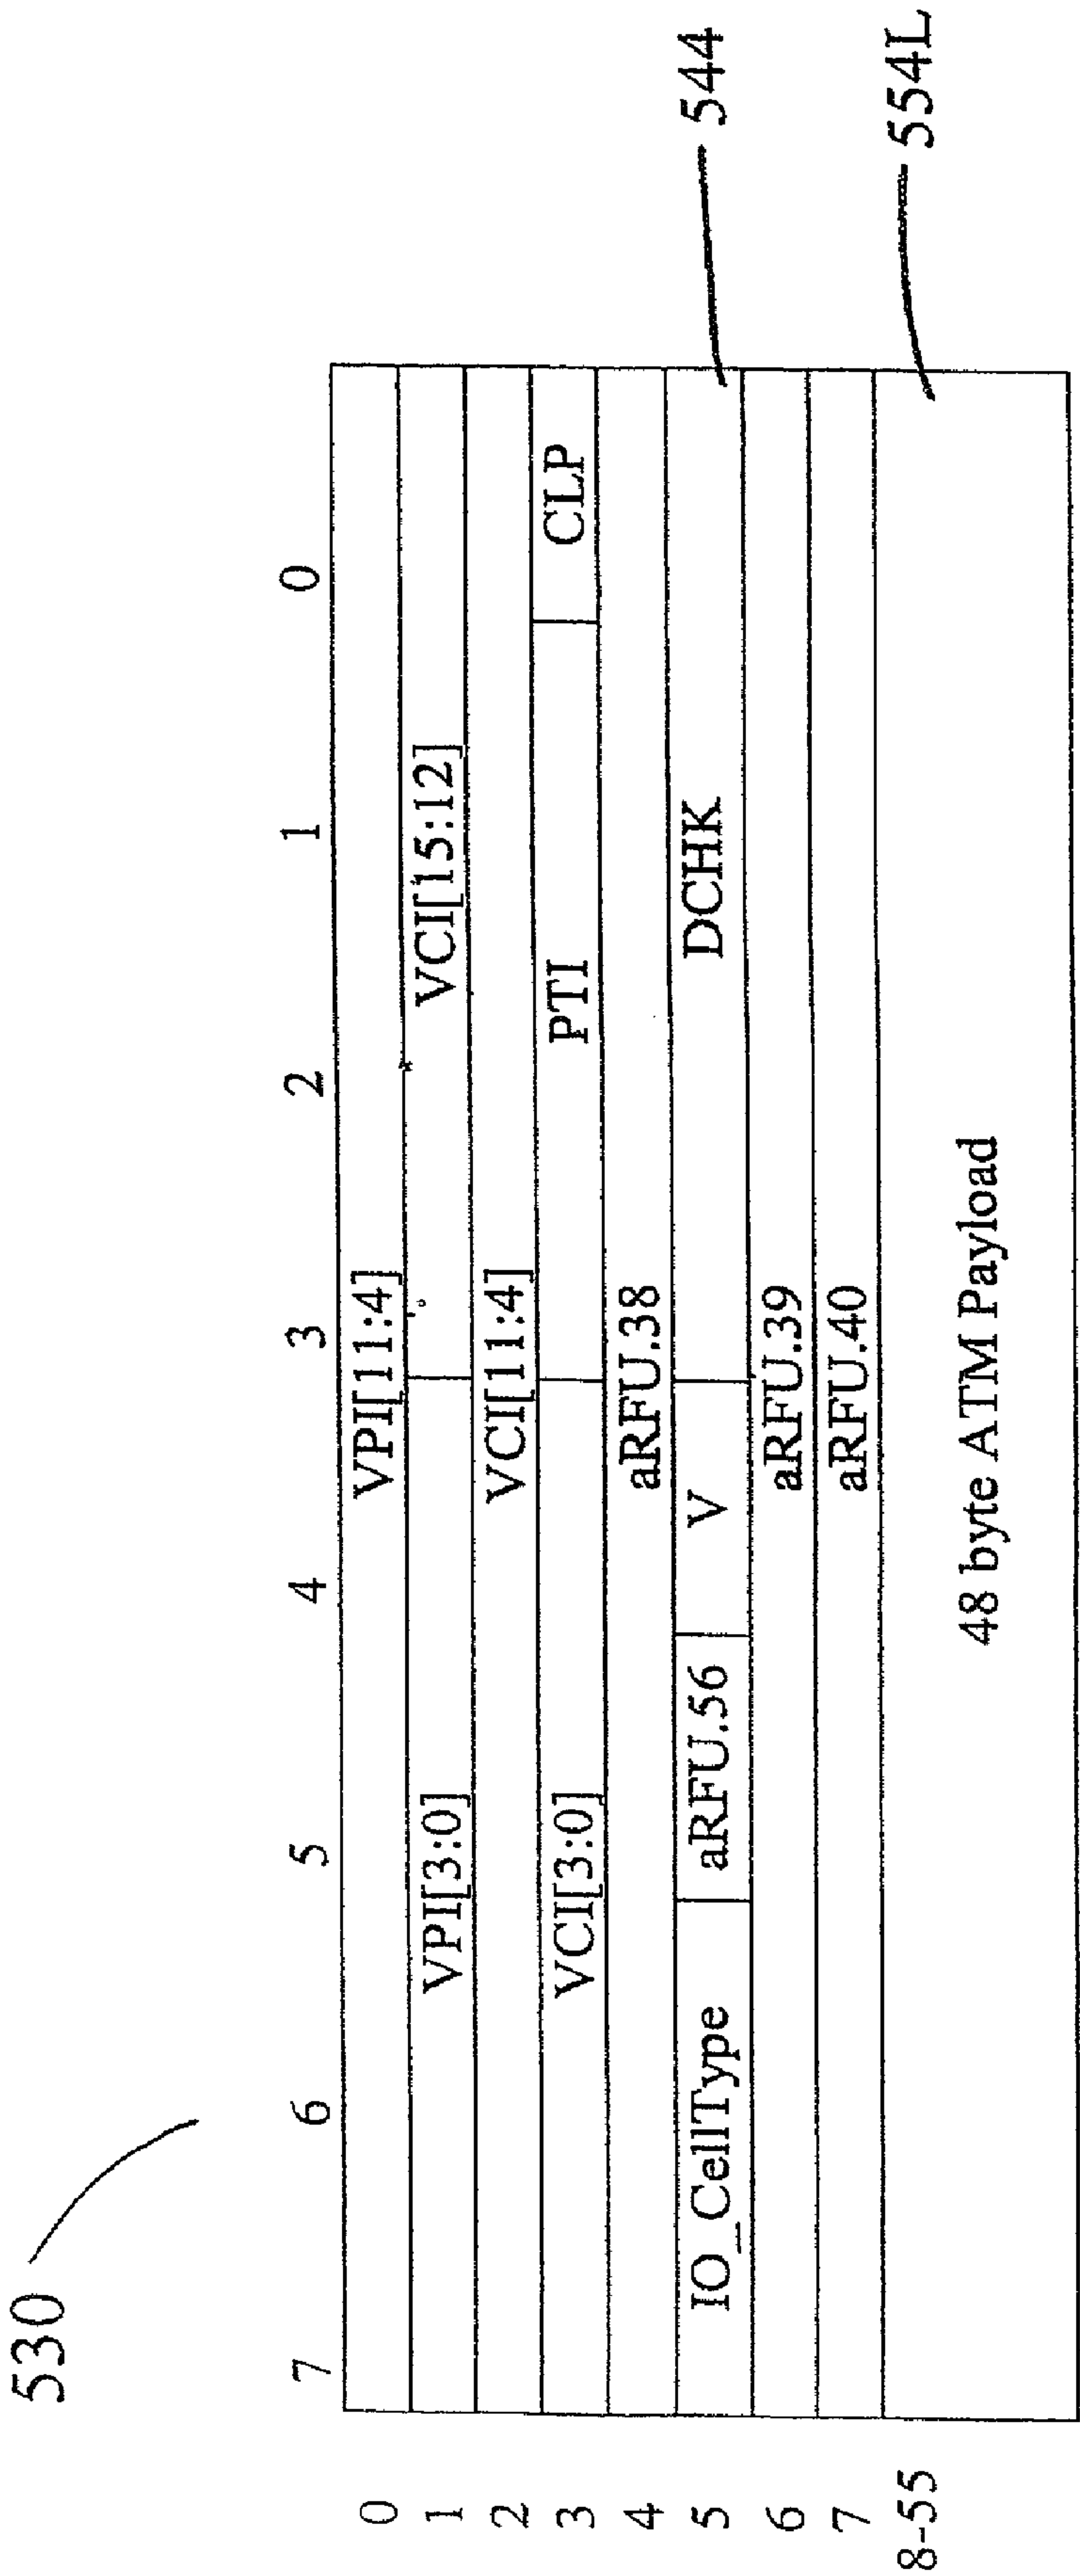 530
7 6 5 4 3 2 1 0
0 VPI[11:4]
1 VPI[3:0] VCI[15:12]
2 VCI[11:4]
3 VCI[3:0] PTI CLP
4 aRFU.38
5 IO_CellType aRFU.56 V DCHK
544
6 aRFU.39
7 aRFU.40
8-55 48 byte ATM Payload
554L